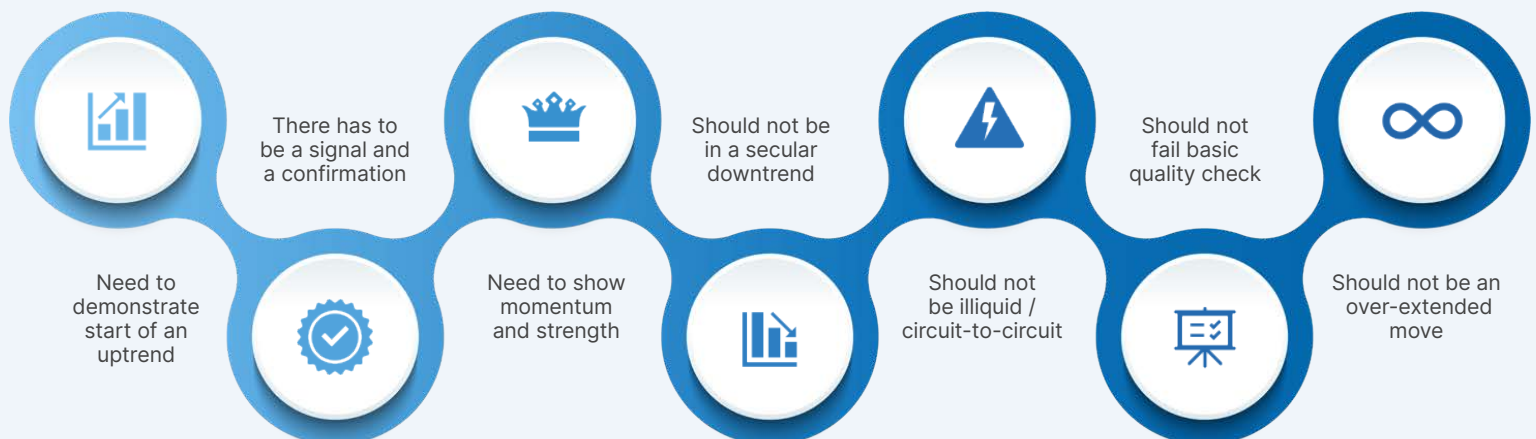 Need to
demonstrate
start of an
uptrend
There has to
be a signal and
a confirmation
Need to show
momentum
and strength
Should not be
in a secular
downtrend
Should not
be illiquid /
circuit-to-circuit
Should not
fail basic
quality check
Should not be an
over-extended
move